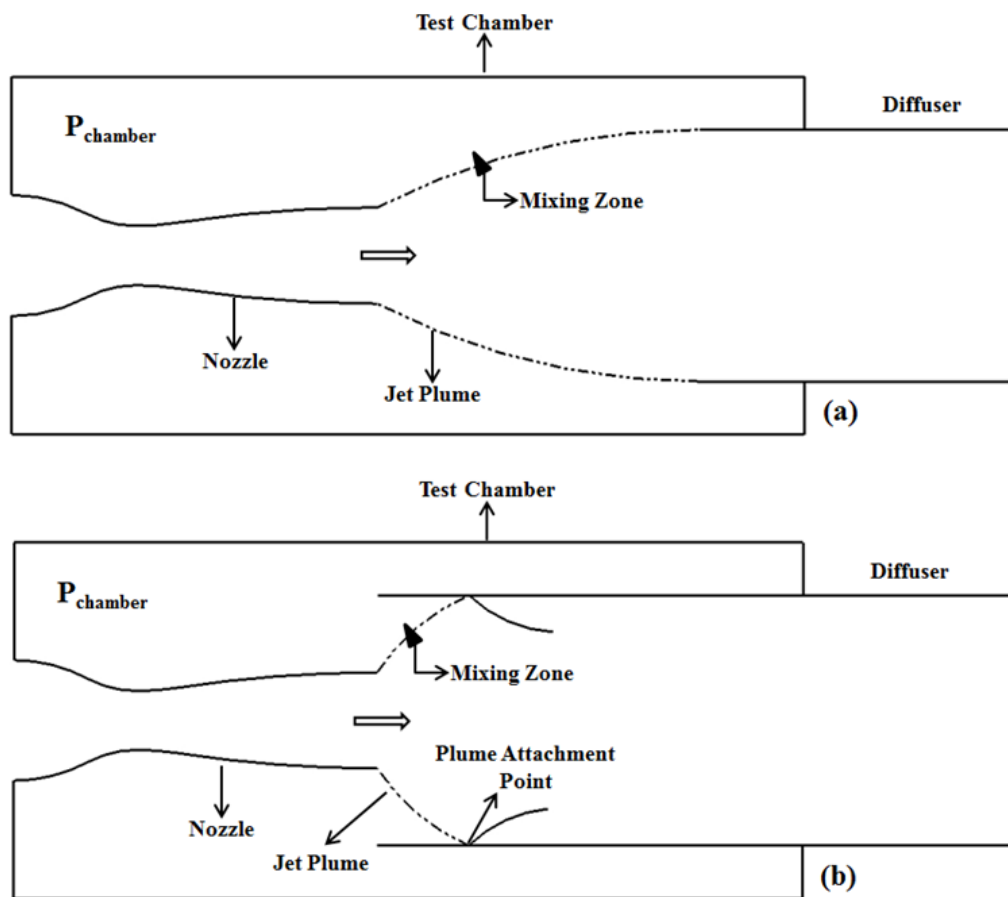 Test Chamber
Diffuser
Pchamber
Mixing Zone
Nozzle
Jet Plume
(a)
Test Chamber
Diffuser
Pchamber
Mixing Zone
Plume Attachment
Point
Nozzle
Jet Plume
(b)